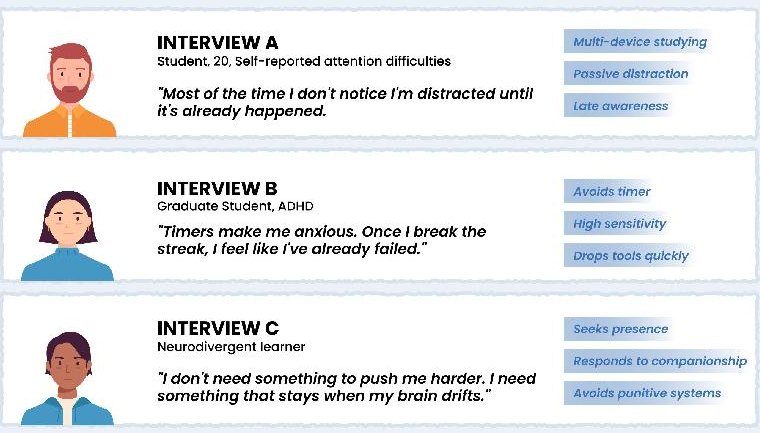 INTERVIEW A
Student, 20, Self-reported attention difficulties
"Most of the time I don't notice I'm distracted until
it's already happened.
Multi-device studying
Passive distraction
Late awareness
INTERVIEW B
Graduate Student, ADHD
"Timers make me anxious. Once I break the
streak, I feel like I've already failed."
Avoids timer
High sensitivity
Drops tools quickly
INTERVIEW C
Neurodivergent learner
"I don't need something to push me harder. I need
something that stays when my brain drifts."
Seeks presence
Responds to companionship
Avoids punitive systems